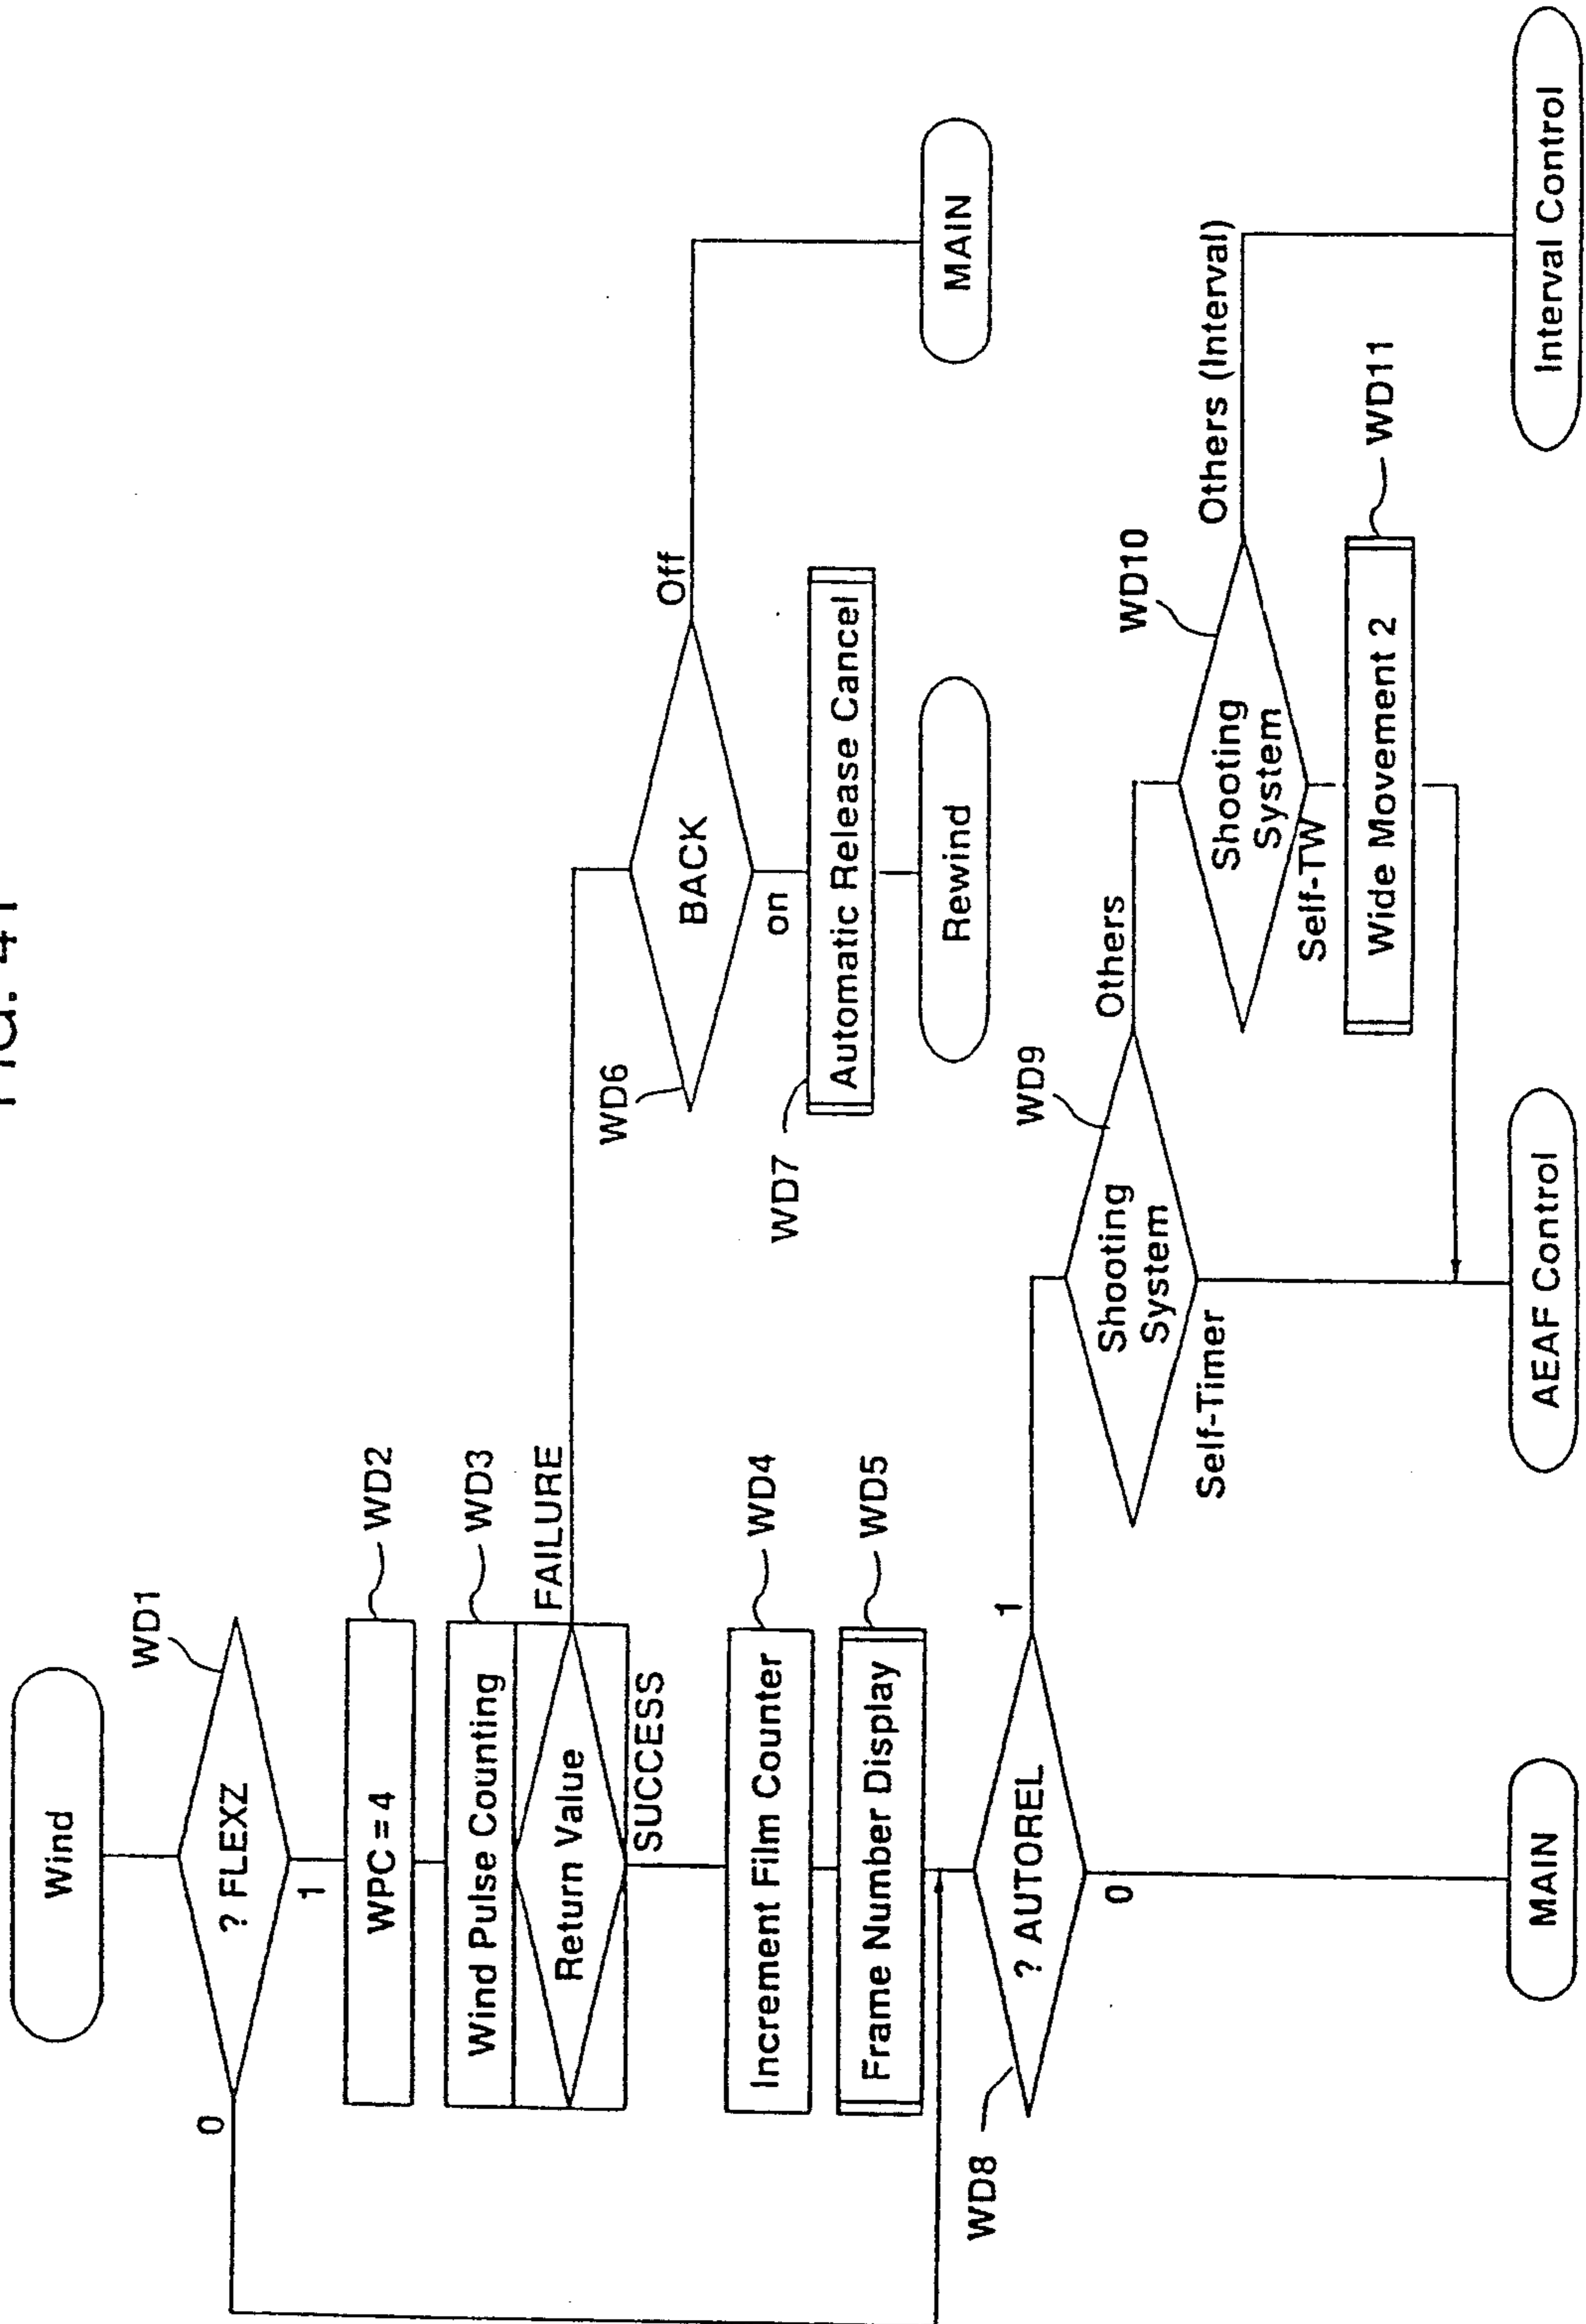 Wind
WD1
? FLEXZ
0
1
WPC = 4
WD2
Wind Pulse Counting
WD3
Return Value
FAILURE
SUCCESS
Increment Film Counter
WD4
Frame Number Display
WD5
WD6
BACK
Off
on
WD7
Automatic Release Cancel
Rewind
MAIN
WD8
? AUTOREL
1
0
MAIN
WD9
Shooting
System
Others
Self-Timer
AEAF Control
WD10
Shooting
System
Others (Interval)
Self-TW
Wide Movement 2
WD11
Interval Control